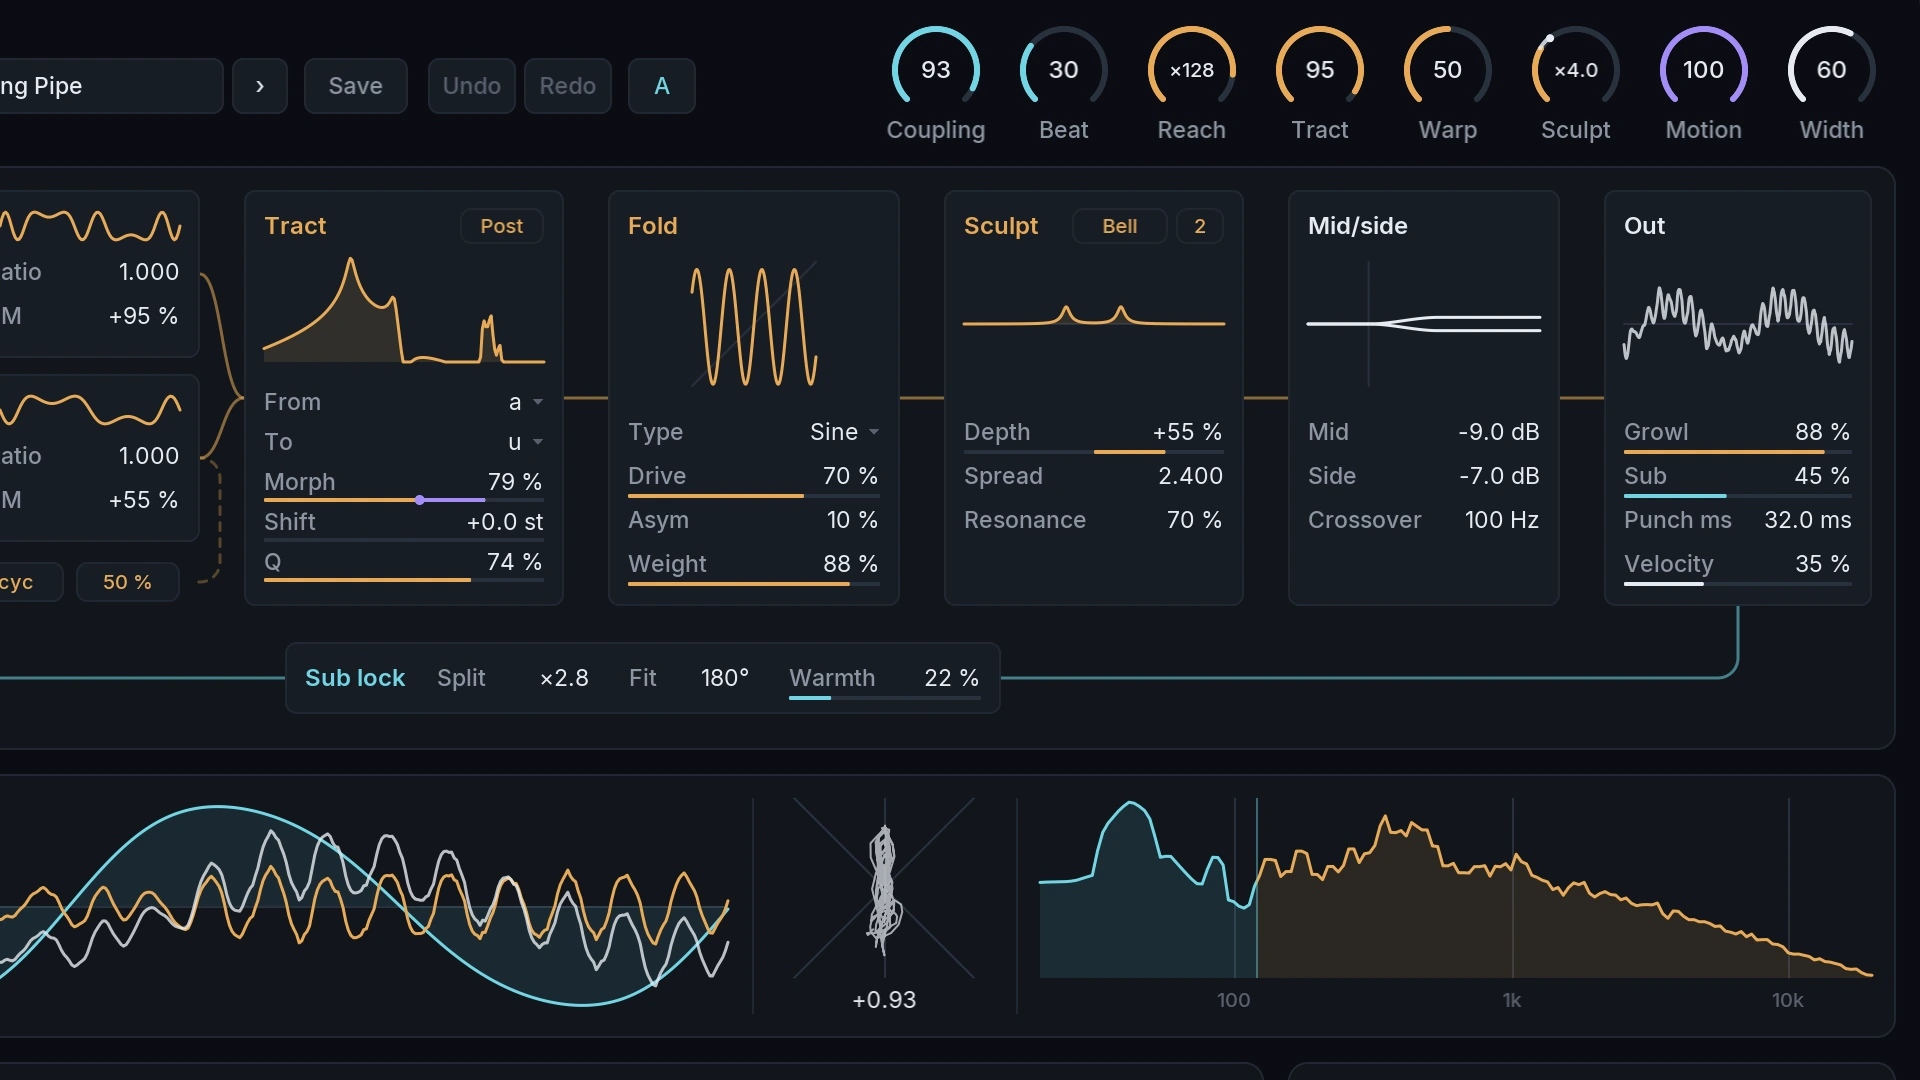 ng Pipe
›
Save
Undo
Redo
A
93
30
×128
95
50
×4.0
100
60
Coupling
Beat
Reach
Tract
Warp
Sculpt
Motion
Width
atio 1.000
M +95 %
atio 1.000
M +55 %
cyc 50 %
Tract Post
From a
To u
Morph 79 %
Shift +0.0 st
Q 74 %
Fold
Type Sine
Drive 70 %
Asym 10 %
Weight 88 %
Sculpt Bell 2
Depth +55 %
Spread 2.400
Resonance 70 %
Mid/side
Mid -9.0 dB
Side -7.0 dB
Crossover 100 Hz
Out
Growl 88 %
Sub 45 %
Punch ms 32.0 ms
Velocity 35 %
Sub lock Split ×2.8 Fit 180° Warmth 22 %
+0.93
100 1k 10k